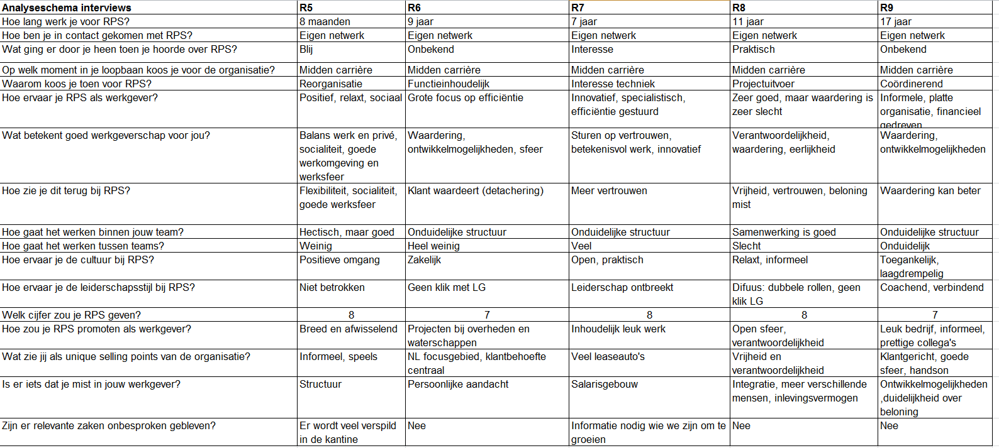 Analyseschema interviews R5 R6 R7 R8 R9
Hoe lang werk je voor RPS? 8 maanden 9 jaar 7 jaar 11 jaar 17 jaar
Hoe ben je in contact gekomen met RPS? Eigen netwerk Eigen netwerk Eigen netwerk Eigen netwerk Eigen netwerk
Wat ging er door je heen toen je hoorde over RPS? Blij Onbekend Interesse Praktisch Onbekend
Op welk moment in je loopbaan koos je voor de organisatie? Midden carrière Midden carrière Midden carrière Midden carrière Midden carrière
Waarom koos je toen voor RPS? Reorganisatie Functieinhoudelijk Interesse techniek Projectuitvoer Coördinerend
Hoe ervaar je RPS als werkgever? Positief, relaxt, sociaal Grote focus op efficiëntie Innovatief, specialistisch, Zeer goed, maar waardering is Informele, platte
efficiëntie gestuurd zeer slecht organisatie, financieel
gedreven
Wat betekent goed werkgeverschap voor jou? Balans werk en privé, Waardering, Sturen op vertrouwen, Verantwoordelijkheid, Waardering,
socialiteit, goede ontwikkelmogelijkheden, sfeer betekenisvol werk, innovatief waardering, eerlijkheid ontwikkelmogelijkheden
werkomgeving en
werksfeer
Hoe zie je dit terug bij RPS? Flexibiliteit, socialiteit, Klant waardeert (detachering) Meer vertrouwen Vrijheid, vertrouwen, beloning Waardering kan beter
goede werksfeer mist
Hoe gaat het werken binnen jouw team? Hectisch, maar goed Onduidelijke structuur Onduidelijke structuur Samenwerking is goed Onduidelijke structuur
Hoe gaat het werken tussen teams? Weinig Heel weinig Veel Slecht Onduidelijk
Hoe ervaar je de cultuur bij RPS? Positieve omgang Zakelijk Open, praktisch Relaxt, informeel Toegankelijk,
laagdrempelig
Hoe ervaar je de leiderschapsstijl bij RPS? Niet betrokken Geen klik met LG Leiderschap ontbreekt Difuus: dubbele rollen, geen Coachend, verbindend
klik LG
Welk cijfer zou je RPS geven? 8 7 8 8 7
Hoe zou je RPS promoten als werkgever? Breed en afwisselend Projecten bij overheden en Inhoudelijk leuk werk Open sfeer, Leuk bedrijf, informeel,
waterschappen verantwoordelijkheid prettige collega's
Wat zie jij als unique selling points van de organisatie? Informeel, speels NL focusgebied, klantbehoefte Veel leaseauto's Vrijheid en Klantgericht, goede
centraal verantwoordelijkheid sfeer, handson
Is er iets dat je mist in jouw werkgever? Structuur Persoonlijke aandacht Salarisgebouw Integratie, meer verschillende Ontwikkelmogelijkheden
mensen, inlevingsvermogen ,duidelijkheid over
beloning
Zijn er relevante zaken onbesproken gebleven? Er wordt veel verspild Nee Informatie nodig wie we zijn om te Nee Nee
in de kantine groeien